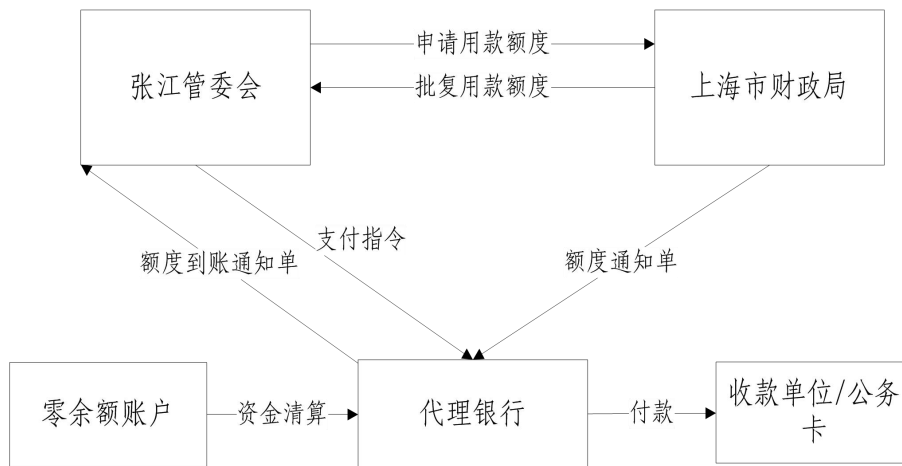 申请用款额度
张江管委会
批复用款额度
上海市财政局
支付指令
额度到账通知单
额度通知单
零余额账户
资金清算
代理银行
付款
收款单位/公务
卡